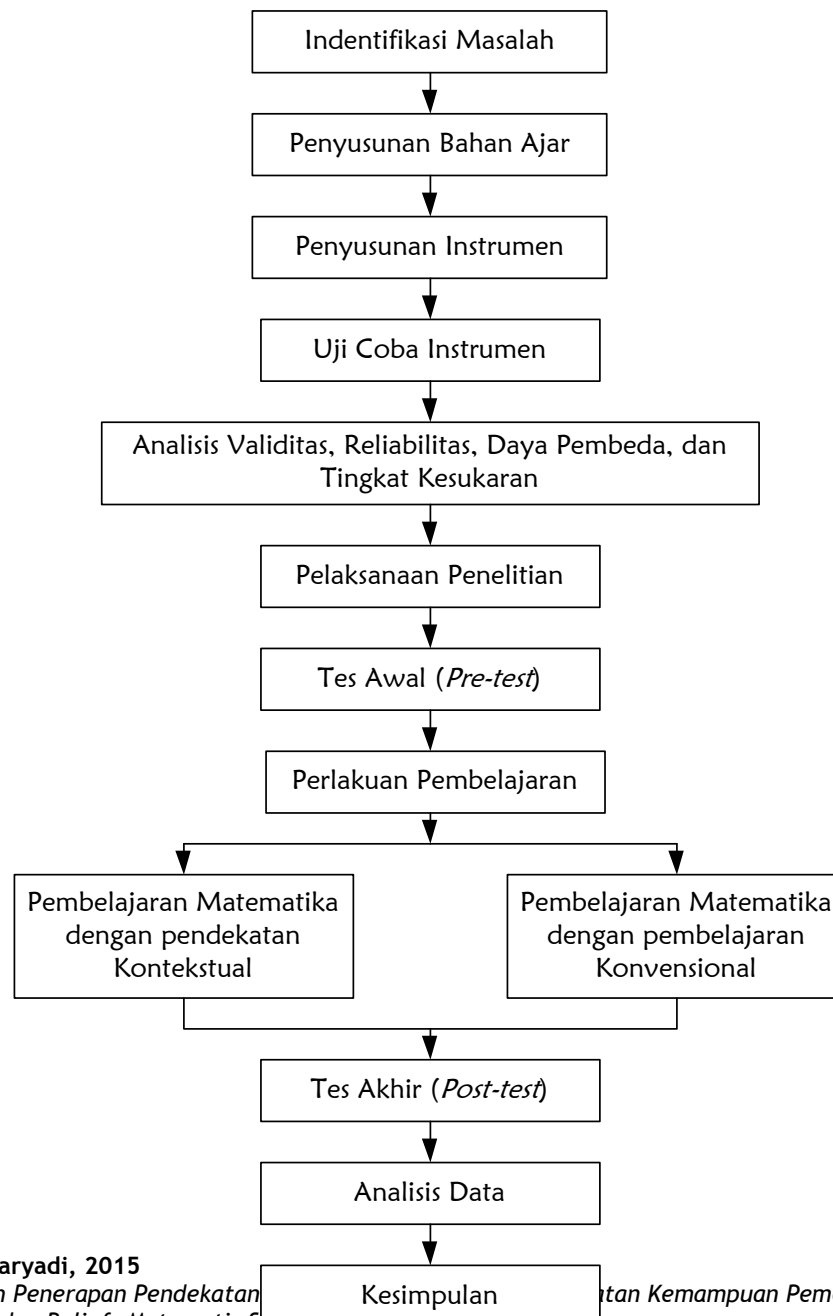 Indentifikasi Masalah
Penyusunan Bahan Ajar
Penyusunan Instrumen
Uji Coba Instrumen
Analisis Validitas, Reliabilitas, Daya Pembeda, dan
Tingkat Kesukaran
Pelaksanaan Penelitian
Tes Awal (Pre-test)
Perlakuan Pembelajaran
Pembelajaran Matematika
dengan pendekatan
Kontekstual
Pembelajaran Matematika
dengan pembelajaran
Konvensional
Tes Akhir (Post-test)
Analisis Data
Kesimpulan
aryadi, 2015
Penerapan Pendekatan Kemampuan